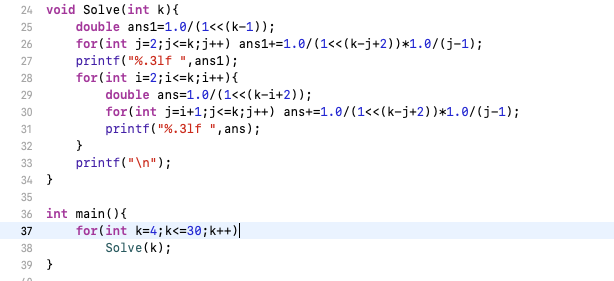 24 void Solve(int k){
25     double ans1=1.0/(1<<(k-1));
26     for(int j=2;j<=k;j++) ans1+=1.0/(1<<(k-j+2))*1.0/(j-1);
27     printf("%.3lf ",ans1);
28     for(int i=2;i<=k;i++){
29         double ans=1.0/(1<<(k-i+2));
30         for(int j=i+1;j<=k;j++) ans+=1.0/(1<<(k-j+2))*1.0/(j-1);
31         printf("%.3lf ",ans);
32     }
33     printf("\n");
34 }
35
36 int main(){
37     for(int k=4;k<=30;k++)
38         Solve(k);
39 }